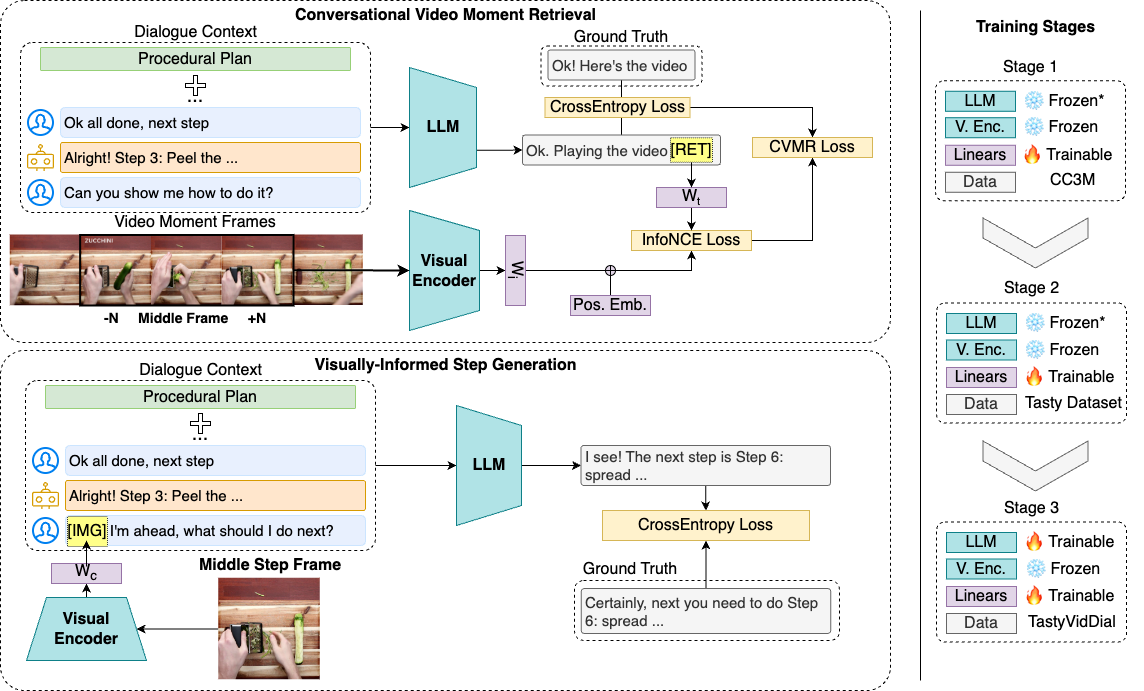 Conversational Video Moment Retrieval
Dialogue Context
Procedural Plan
...
Ok all done, next step
Alright! Step 3: Peel the ...
Can you show me how to do it?
Video Moment Frames
ZUCCHINI
-N Middle Frame +N
LLM
Visual
Encoder
Wi
Pos. Emb.
Ground Truth
Ok! Here's the video
CrossEntropy Loss
Ok. Playing the video [RET]
Wt
InfoNCE Loss
CVMR Loss
Visually-Informed Step Generation
Dialogue Context
Procedural Plan
...
Ok all done, next step
Alright! Step 3: Peel the ...
[IMG] I'm ahead, what should I do next?
Wc
Visual
Encoder
Middle Step Frame
LLM
I see! The next step is Step 6:
spread ...
CrossEntropy Loss
Ground Truth
Certainly, next you need to do Step
6: spread ...
Training Stages
Stage 1
LLM Frozen*
V. Enc. Frozen
Linears Trainable
Data CC3M
Stage 2
LLM Frozen*
V. Enc. Frozen
Linears Trainable
Data Tasty Dataset
Stage 3
LLM Trainable
V. Enc. Frozen
Linears Trainable
Data TastyVidDial